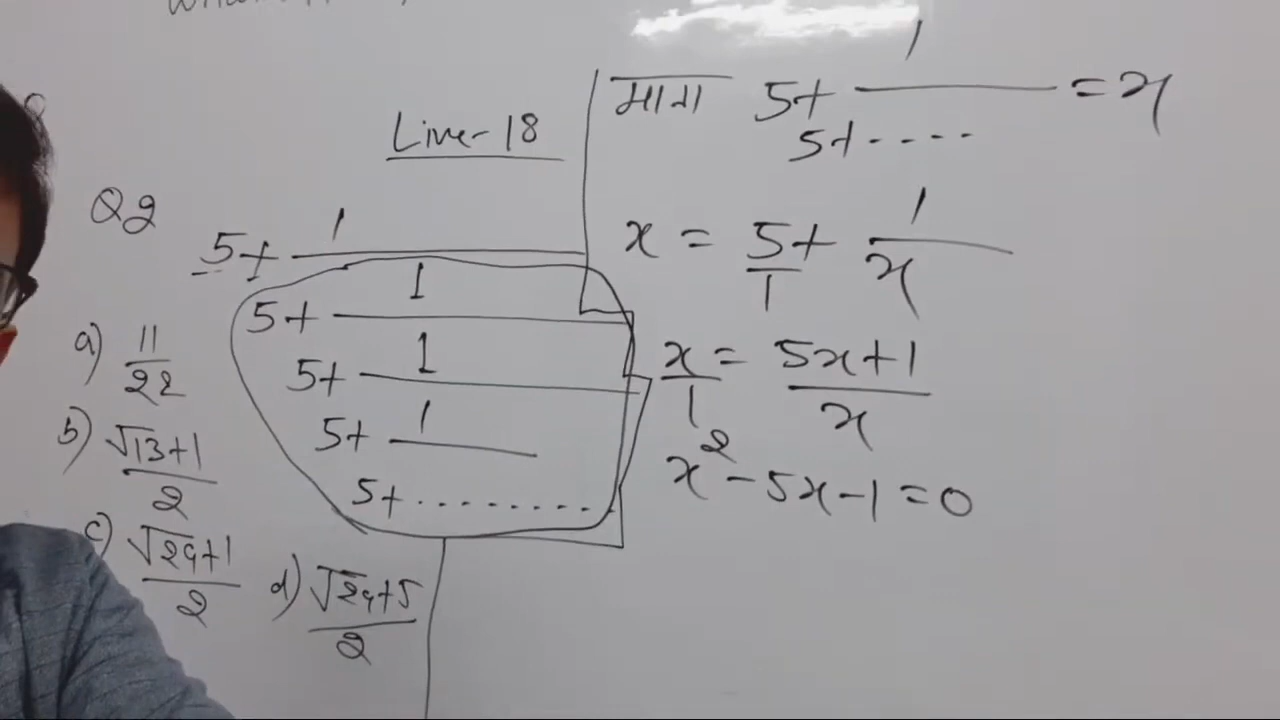 Live-18
Q2
5+ 1
5+ 1
5+ 1
5+ 1
5+ .........
a) 11/22
b) √13+1/2
c) √29+1/2
d) √29+5/2
माना 5+ 1/5+.... = x
x = 5/1 + 1/x
x/1 = 5x+1/x
x² - 5x - 1 = 0